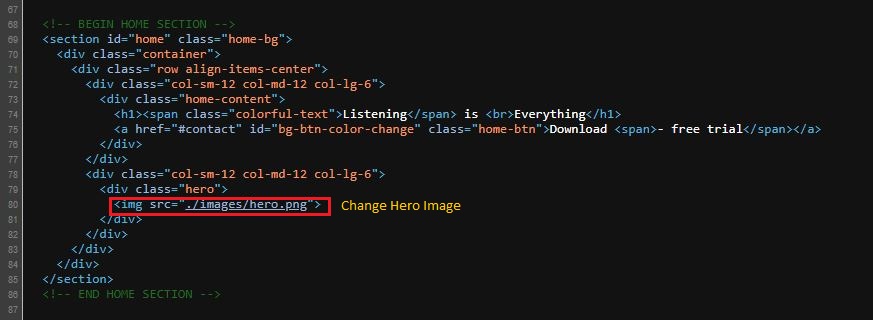 67
68 <!-- BEGIN HOME SECTION -->
69 <section id="home" class="home-bg">
70 <div class="container">
71 <div class="row align-items-center">
72 <div class="col-sm-12 col-md-12 col-lg-6">
73 <div class="home-content">
74 <h1><span class="colorful-text">Listening</span> is <br>Everything</h1>
75 <a href="#contact" id="bg-btn-color-change" class="home-btn">Download <span>- free trial</span></a>
76 </div>
77 </div>
78 <div class="col-sm-12 col-md-12 col-lg-6">
79 <div class="hero">
80 <img src="./images/hero.png"> Change Hero Image
81 </div>
82 </div>
83 </div>
84 </div>
85 </section>
86 <!-- END HOME SECTION -->
87